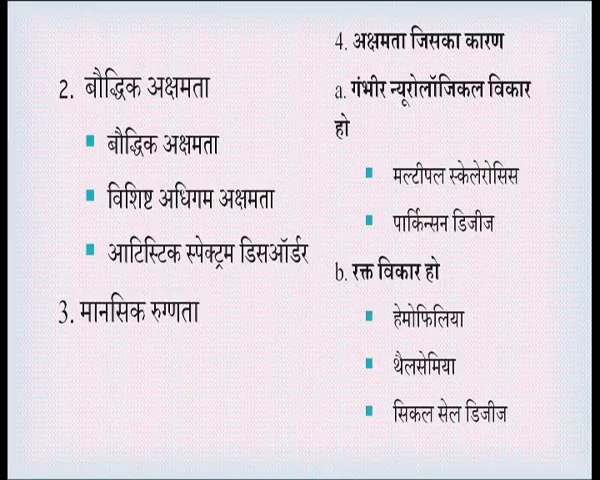 2. बौद्धिक अक्षमता
बौद्धिक अक्षमता
विशिष्ट अधिगम अक्षमता
आटिस्टिक स्पेक्ट्रम डिसऑर्डर
3. मानसिक रुग्णता
4. अक्षमता जिसका कारण
a. गंभीर न्यूरोलॉजिकल विकार
हो
मल्टीपल स्केलेरोसिस
पार्किन्सन डिजीज
b. रक्त विकार हो
हेमोफिलिया
थैलसेमिया
सिकल सेल डिजीज